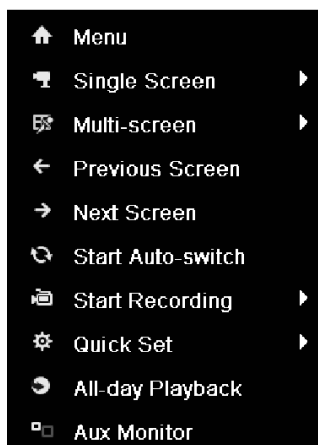 Menu
Single Screen
Multi-screen
Previous Screen
Next Screen
Start Auto-switch
Start Recording
Quick Set
All-day Playback
Aux Monitor